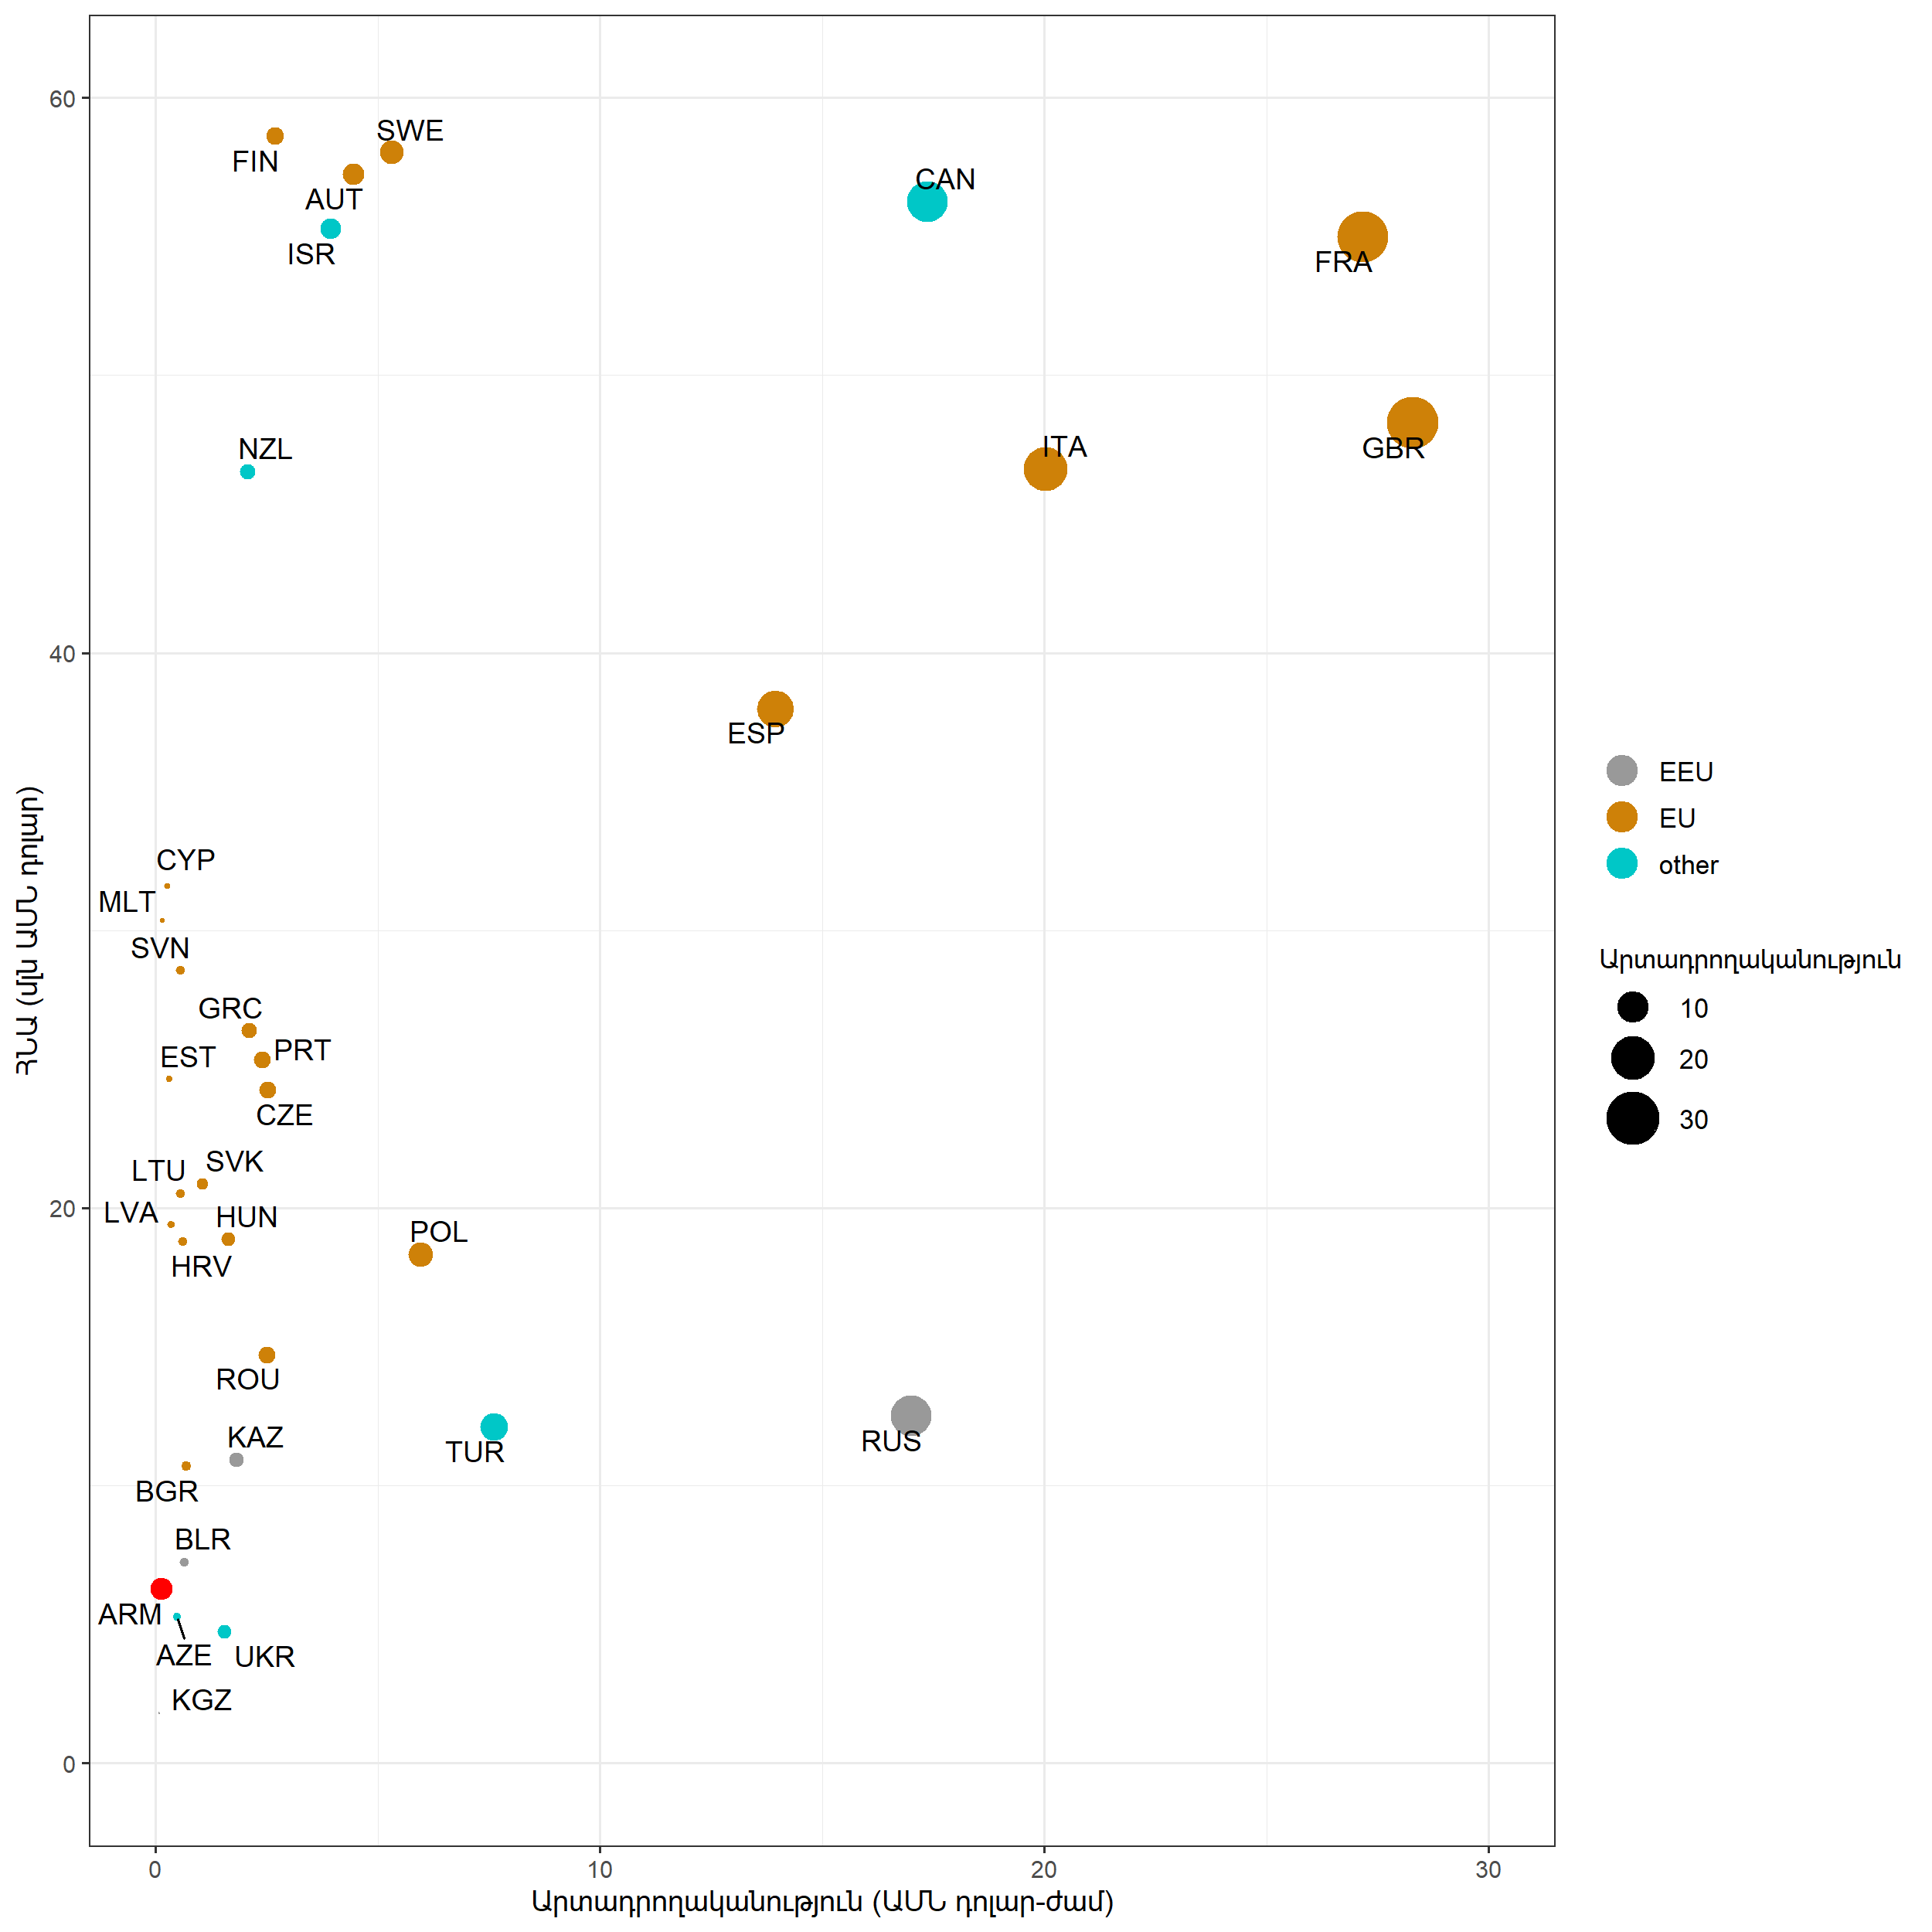 60
40
20
0
ՀՆԱ (մլն ԱՄՆ դոլար)
SWE
FIN
AUT
ISR
CAN
FRA
NZL
ITA
GBR
ESP
CYP
MLT
SVN
GRC
EST
PRT
CZE
SVK
LTU
LVA
HUN
HRV
POL
ROU
KAZ
TUR
RUS
BGR
BLR
ARM
AZE
UKR
KGZ
0
10
20
30
Արտադրողականություն (ԱՄՆ դոլար-ժամ)
EEU
EU
other
Արտադրողականություն
10
20
30